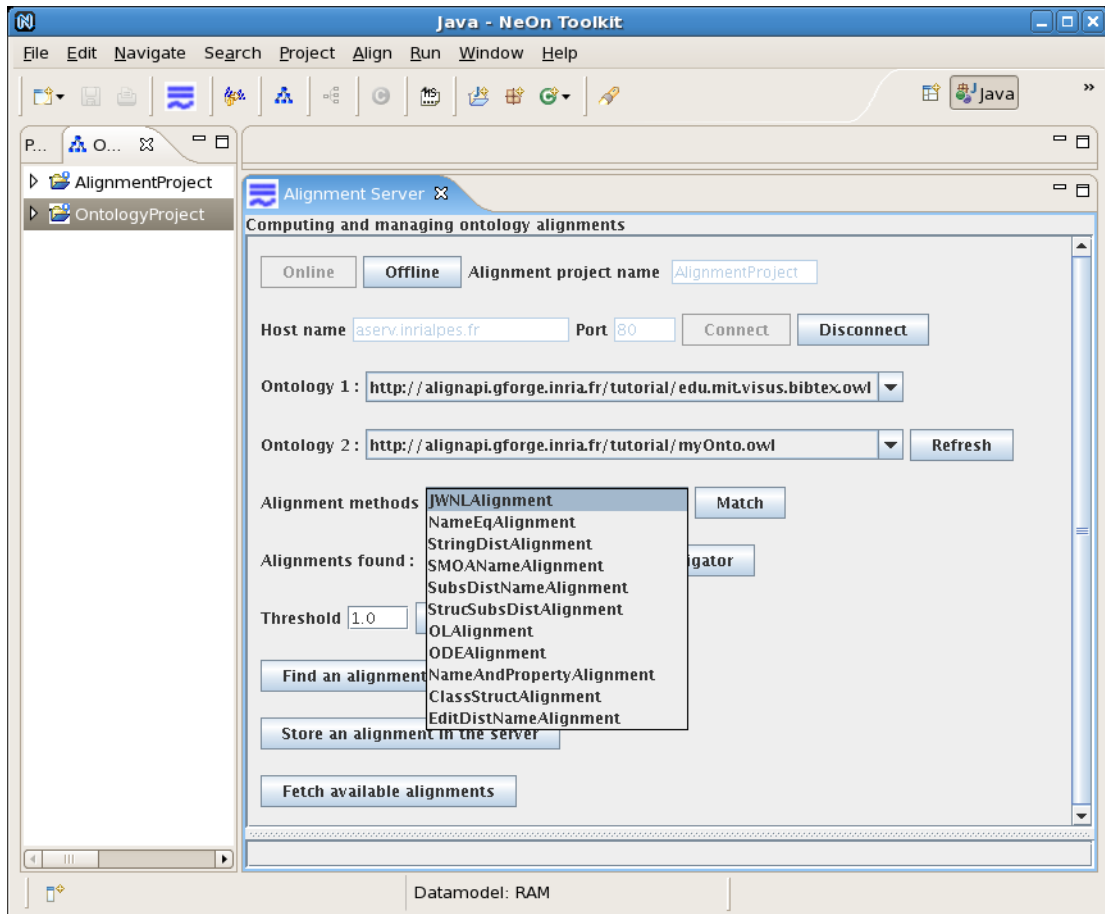 Java - NeOn Toolkit
File Edit Navigate Search Project Align Run Window Help
Java »
P... O...
AlignmentProject
OntologyProject
Alignment Server
Computing and managing ontology alignments
Online Offline Alignment project name AlignmentProject
Host name aserv.inrialpes.fr Port 80 Connect Disconnect
Ontology 1 : http://alignapi.gforge.inria.fr/tutorial/edu.mit.visus.bibtex.owl
Ontology 2 : http://alignapi.gforge.inria.fr/tutorial/myOnto.owl Refresh
Alignment methods JWNLAlignment Match
NameEqAlignment
StringDistAlignment
Alignments found : SMOANameAlignment igator
SubsDistNameAlignment
Threshold 1.0 StrucSubsDistAlignment
OLAlignment
ODEAlignment
Find an alignment NameAndPropertyAlignment
ClassStructAlignment
EditDistNameAlignment
Store an alignment in the server
Fetch available alignments
Datamodel: RAM